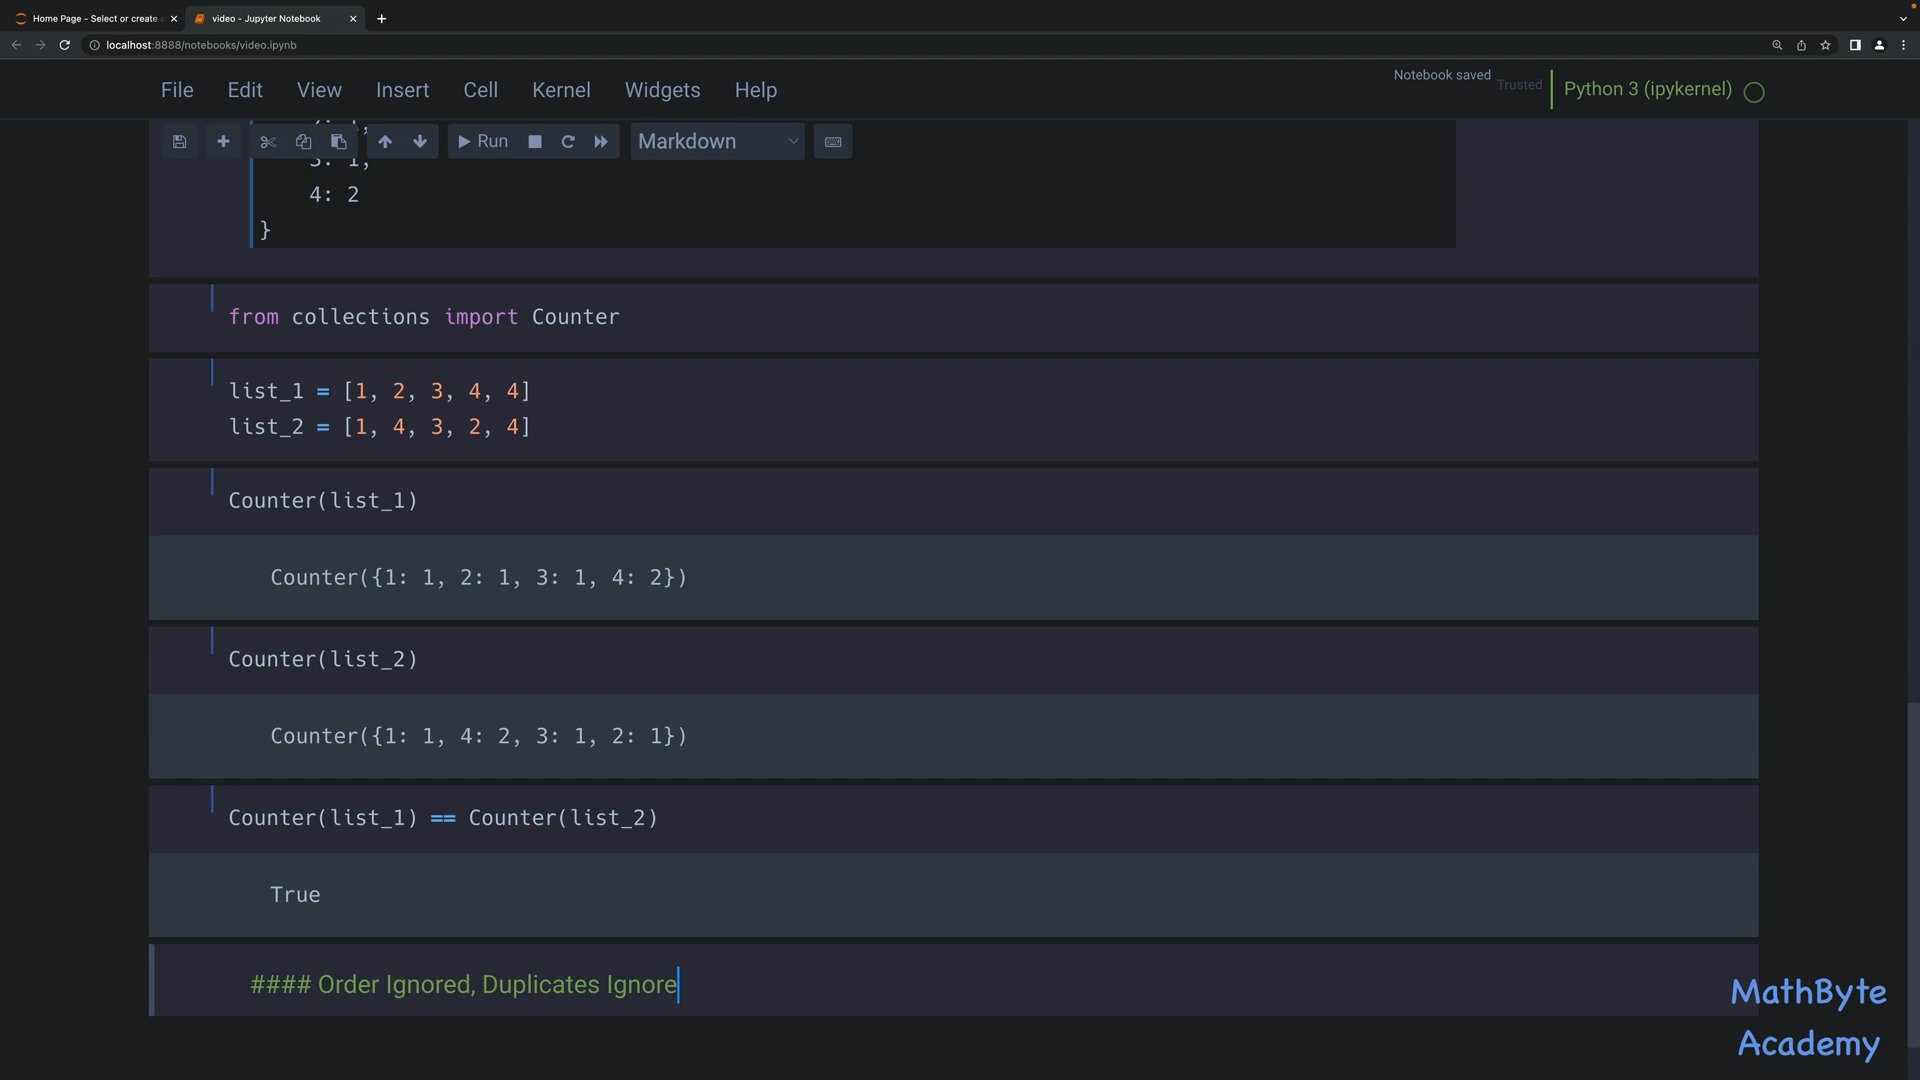 Home Page - Select or create a
video - Jupyter Notebook
localhost:8888/notebooks/video.ipynb
File Edit View Insert Cell Kernel Widgets Help
Notebook saved
Trusted
Python 3 (ipykernel)
Run
Markdown
3: 1,
4: 2
}
from collections import Counter
list_1 = [1, 2, 3, 4, 4]
list_2 = [1, 4, 3, 2, 4]
Counter(list_1)
Counter({1: 1, 2: 1, 3: 1, 4: 2})
Counter(list_2)
Counter({1: 1, 4: 2, 3: 1, 2: 1})
Counter(list_1) == Counter(list_2)
True
#### Order Ignored, Duplicates Ignore
MathByte
Academy